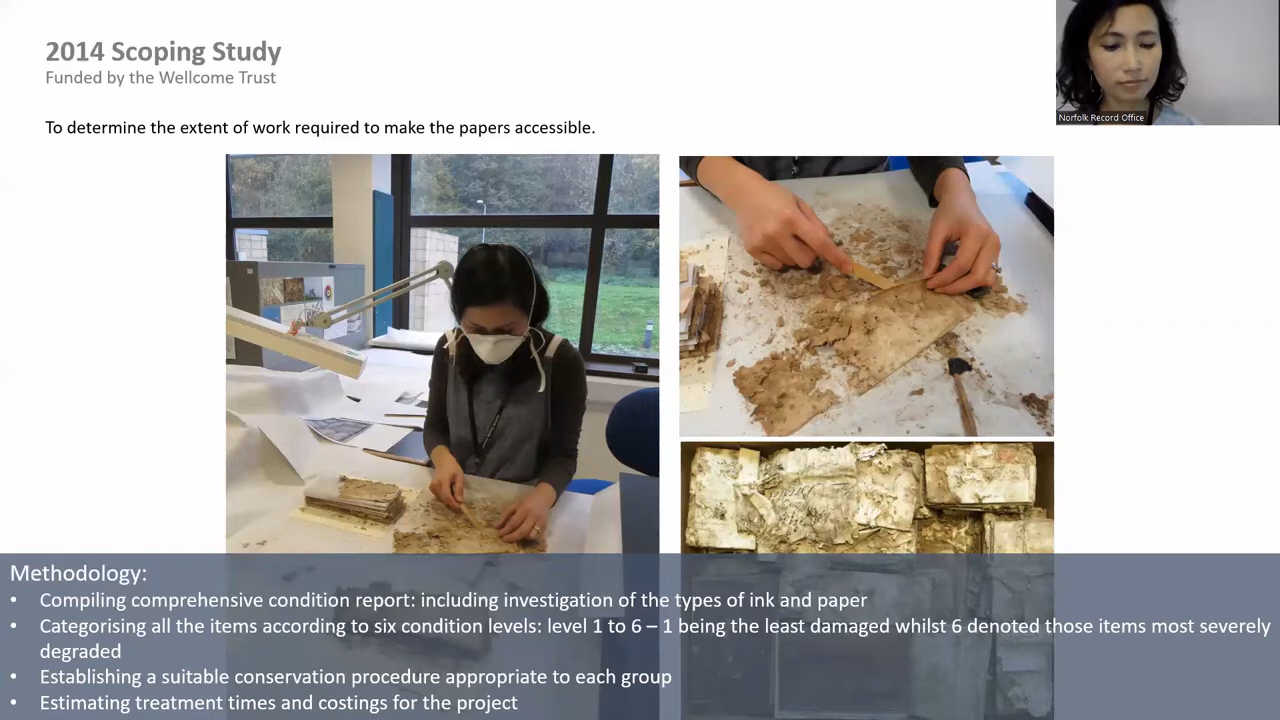 2014 Scoping Study
Funded by the Wellcome Trust
To determine the extent of work required to make the papers accessible.
Norfolk Record Office
Methodology:
• Compiling comprehensive condition report: including investigation of the types of ink and paper
• Categorising all the items according to six condition levels: level 1 to 6 – 1 being the least damaged whilst 6 denoted those items most severely
degraded
• Establishing a suitable conservation procedure appropriate to each group
• Estimating treatment times and costings for the project